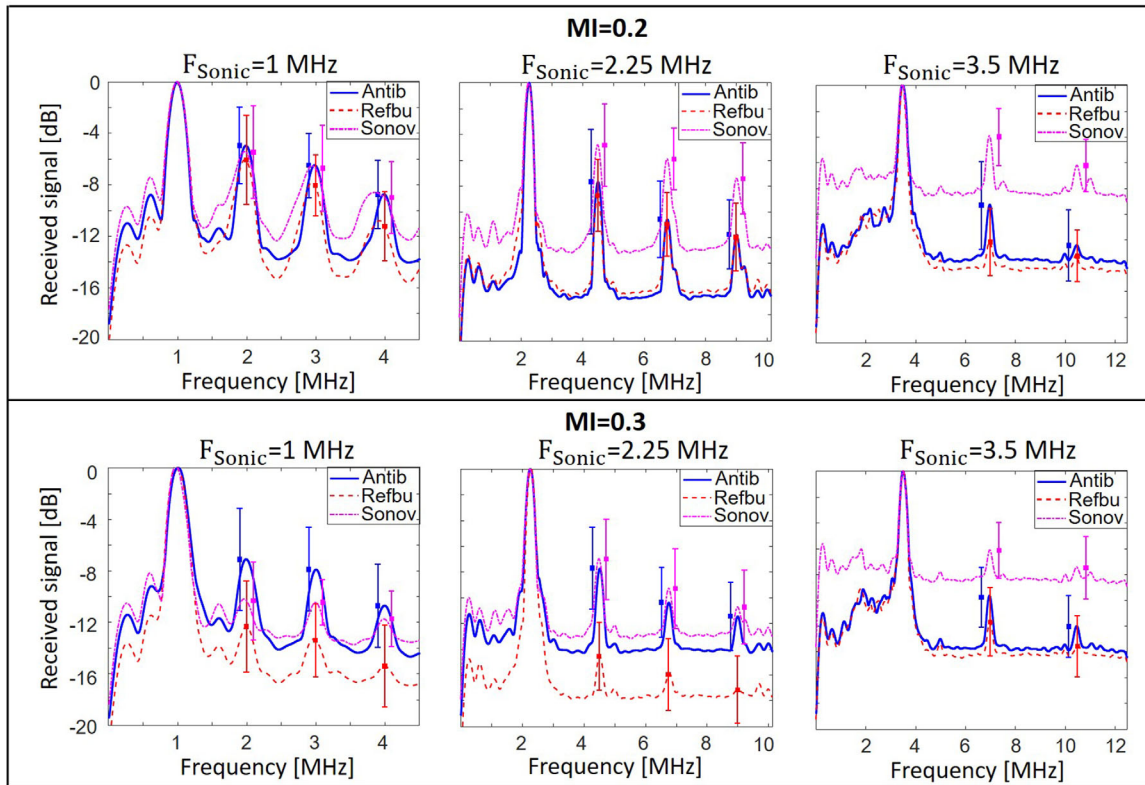 MI=0.2
F_Sonic=1 MHz
F_Sonic=2.25 MHz
F_Sonic=3.5 MHz
Received signal [dB]
0
-4
-8
-12
-16
-20
Antib
Refbu
Sonov
1
2
3
4
Frequency [MHz]
Antib
Refbu
Sonov
0
2
4
6
8
10
Frequency [MHz]
Antib
Refbu
Sonov
2
4
6
8
10
12
Frequency [MHz]
MI=0.3
F_Sonic=1 MHz
F_Sonic=2.25 MHz
F_Sonic=3.5 MHz
Received signal [dB]
0
-4
-8
-12
-16
-20
Antib
Refbu
Sonov
1
2
3
4
Frequency [MHz]
Antib
Refbu
Sonov
0
2
4
6
8
10
Frequency [MHz]
Antib
Refbu
Sonov
2
4
6
8
10
12
Frequency [MHz]